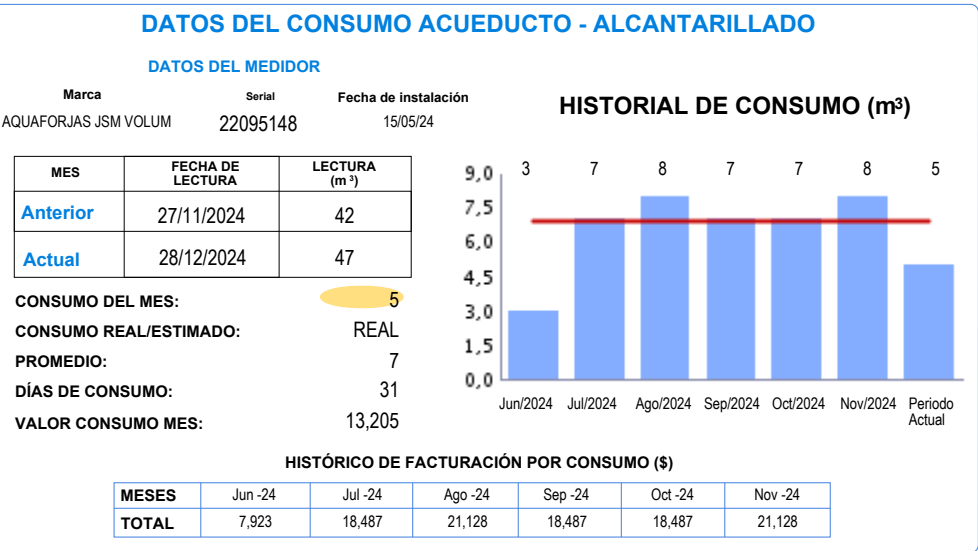 DATOS DEL CONSUMO ACUEDUCTO - ALCANTARILLADO
DATOS DEL MEDIDOR
Marca Serial Fecha de instalación
AQUAFORJAS JSM VOLUM 22095148 15/05/24
MES FECHA DE LECTURA LECTURA (m³)
Anterior 27/11/2024 42
Actual 28/12/2024 47
CONSUMO DEL MES: 5
CONSUMO REAL/ESTIMADO: REAL
PROMEDIO: 7
DÍAS DE CONSUMO: 31
VALOR CONSUMO MES: 13,205
HISTORIAL DE CONSUMO (m³)
3 7 8 7 7 8 5
9,0
7,5
6,0
4,5
3,0
1,5
0,0
Jun/2024 Jul/2024 Ago/2024 Sep/2024 Oct/2024 Nov/2024 Periodo Actual
HISTÓRICO DE FACTURACIÓN POR CONSUMO ($)
MESES Jun -24 Jul -24 Ago -24 Sep -24 Oct -24 Nov -24
TOTAL 7,923 18,487 21,128 18,487 18,487 21,128